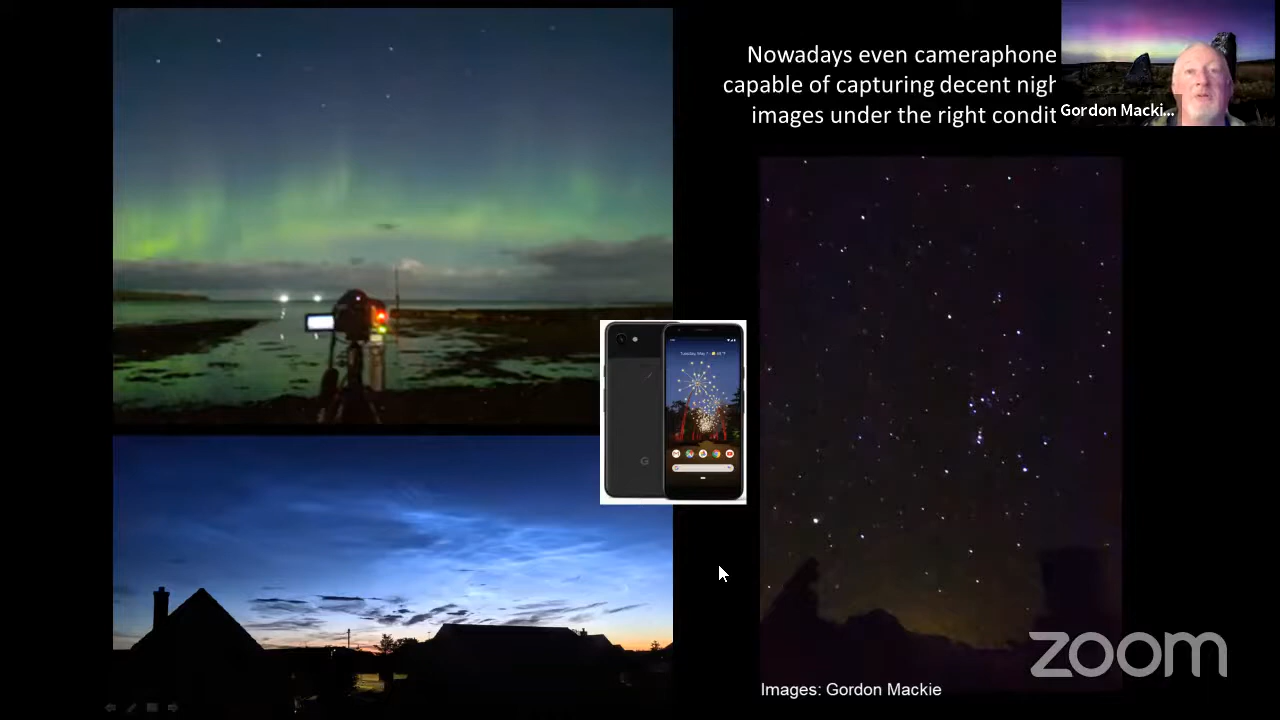 Nowadays even cameraphone
capable of capturing decent nigh
images under the right condit
Gordon Macki...
Images: Gordon Mackie
zoom